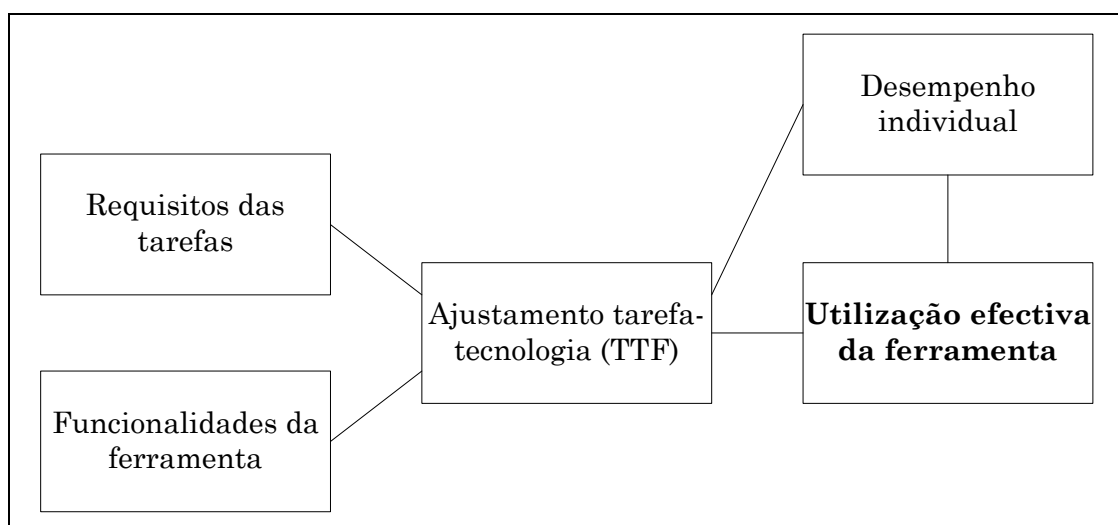 Desempenho
individual
Requisitos das
tarefas
Ajustamento tarefa-
tecnologia (TTF)
Utilização efectiva
da ferramenta
Funcionalidades da
ferramenta